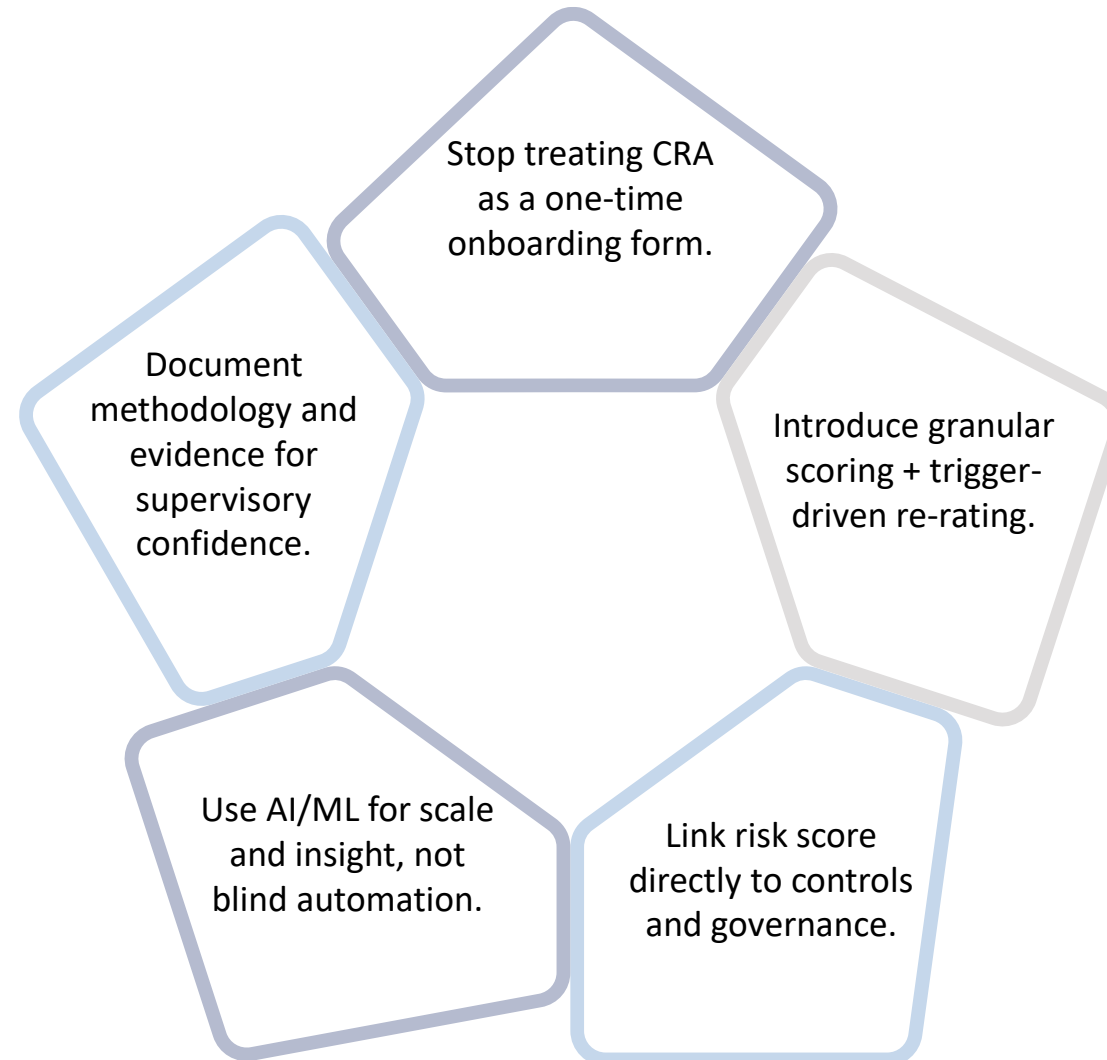 Stop treating CRA
as a one-time
onboarding form.
Introduce granular
scoring + trigger-
driven re-rating.
Link risk score
directly to controls
and governance.
Use AI/ML for scale
and insight, not
blind automation.
Document
methodology and
evidence for
supervisory
confidence.